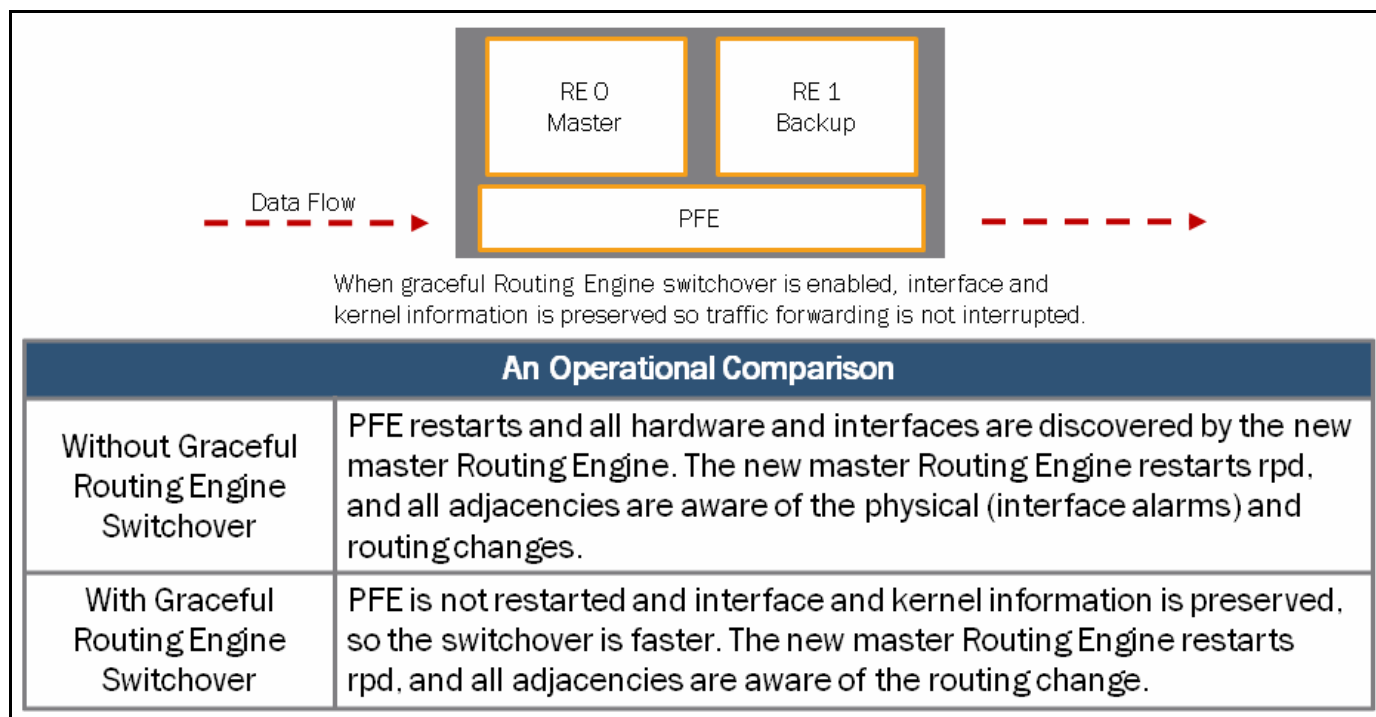 RE 0
Master
RE 1
Backup
Data Flow
PFE
When graceful Routing Engine switchover is enabled, interface and
kernel information is preserved so traffic forwarding is not interrupted.
An Operational Comparison
Without Graceful
Routing Engine
Switchover
PFE restarts and all hardware and interfaces are discovered by the new
master Routing Engine. The new master Routing Engine restarts rpd,
and all adjacencies are aware of the physical (interface alarms) and
routing changes.
With Graceful
Routing Engine
Switchover
PFE is not restarted and interface and kernel information is preserved,
so the switchover is faster. The new master Routing Engine restarts
rpd, and all adjacencies are aware of the routing change.